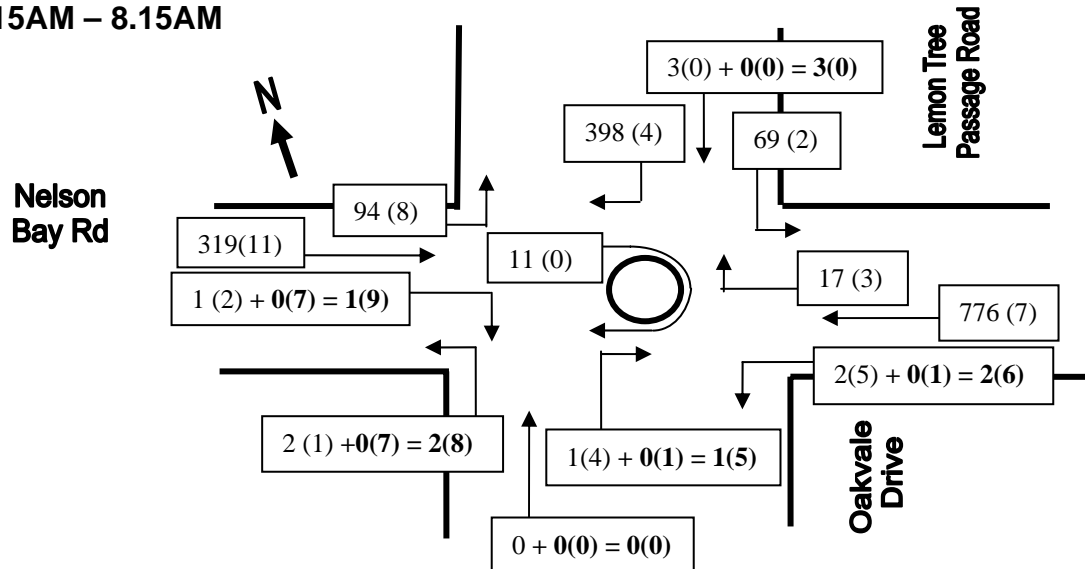 15AM – 8.15AM
3(0) + 0(0) = 3(0)
Lemon Tree
Passage Road
N
398 (4)
69 (2)
Nelson
Bay Rd
94 (8)
319(11)
11 (0)
17 (3)
1 (2) + 0(7) = 1(9)
776 (7)
2(5) + 0(1) = 2(6)
2 (1) +0(7) = 2(8)
1(4) + 0(1) = 1(5)
Oakvale
Drive
0 + 0(0) = 0(0)